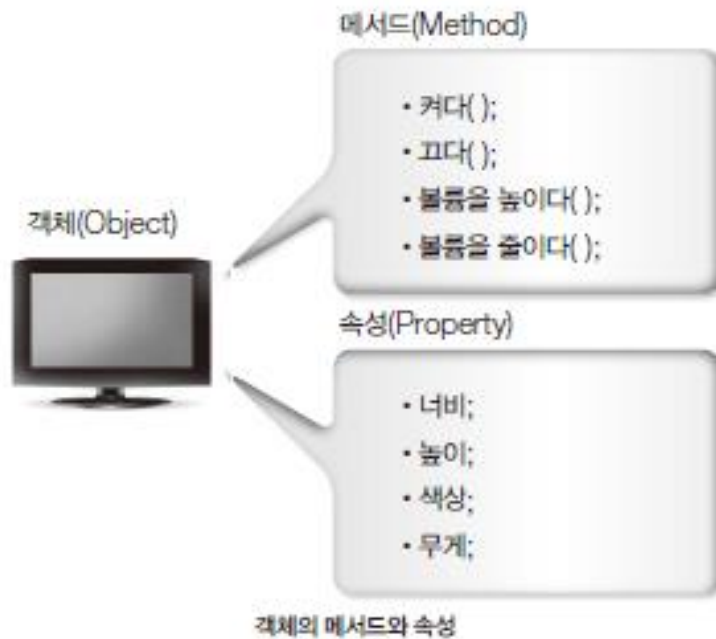 메서드(Method)
• 켜다( );
• 끄다( );
• 볼륨을 높이다( );
• 볼륨을 줄이다( );
객체(Object)
속성(Property)
• 너비;
• 높이;
• 색상;
• 무게;
객체의 메서드와 속성